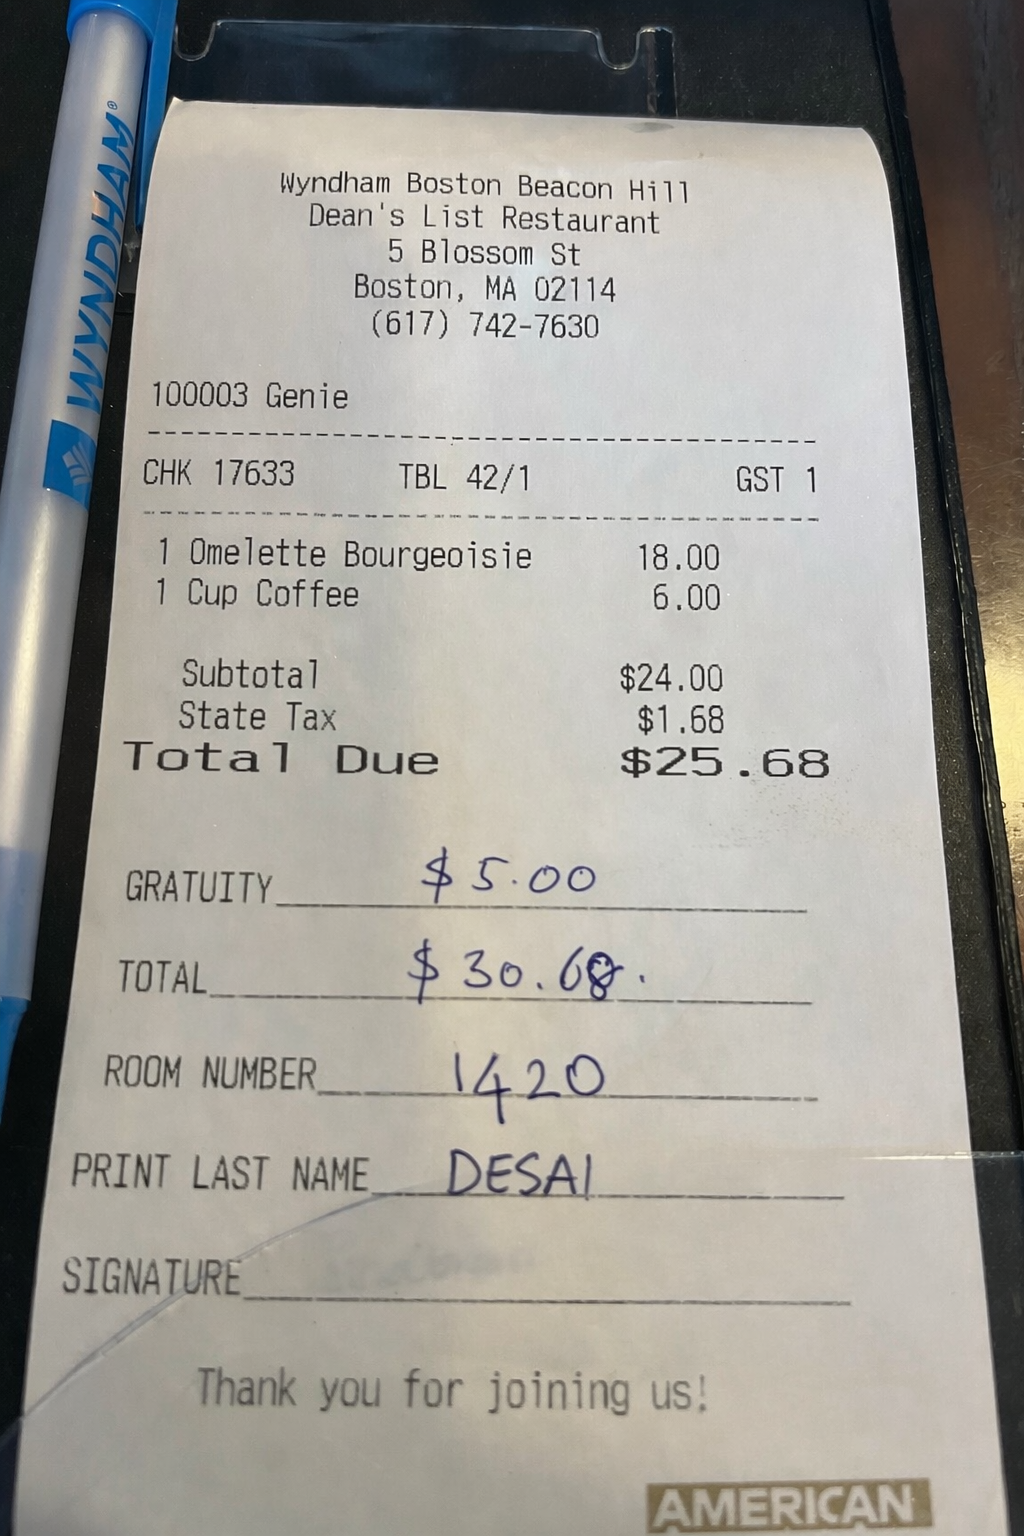 WYNDHAM®
Wyndham Boston Beacon Hill
Dean's List Restaurant
5 Blossom St
Boston, MA 02114
(617) 742-7630
100003 Genie
CHK 17633 TBL 42/1 GST 1
1 Omelette Bourgeoisie 18.00
1 Cup Coffee 6.00
Subtotal $24.00
State Tax $1.68
Total Due $25.68
GRATUITY $5.00
TOTAL $30.68.
ROOM NUMBER 1420
PRINT LAST NAME DESAI
SIGNATURE
Thank you for joining us!
AMERICAN